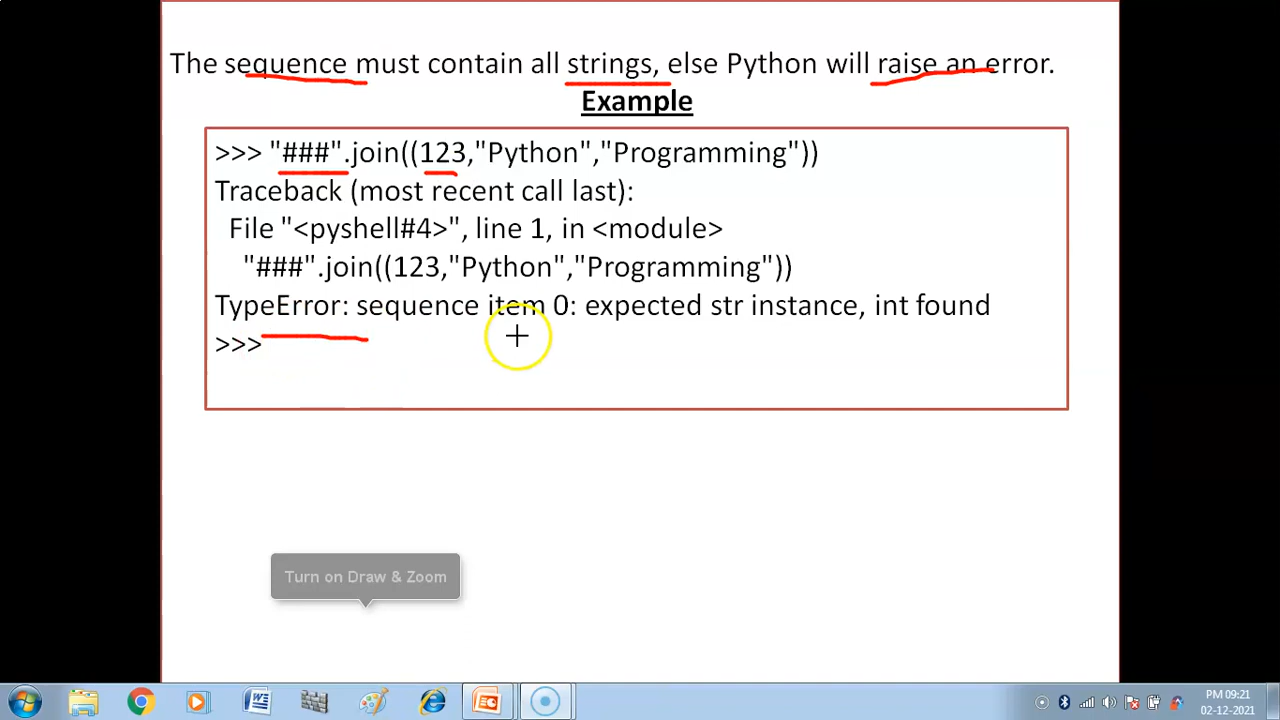 The sequence must contain all strings, else Python will raise an error.
Example
>>> "###".join((123,"Python","Programming"))
Traceback (most recent call last):
File "<pyshell#4>", line 1, in <module>
"###".join((123,"Python","Programming"))
TypeError: sequence item 0: expected str instance, int found
>>>
Turn on Draw & Zoom
PM 09:21
02-12-2021